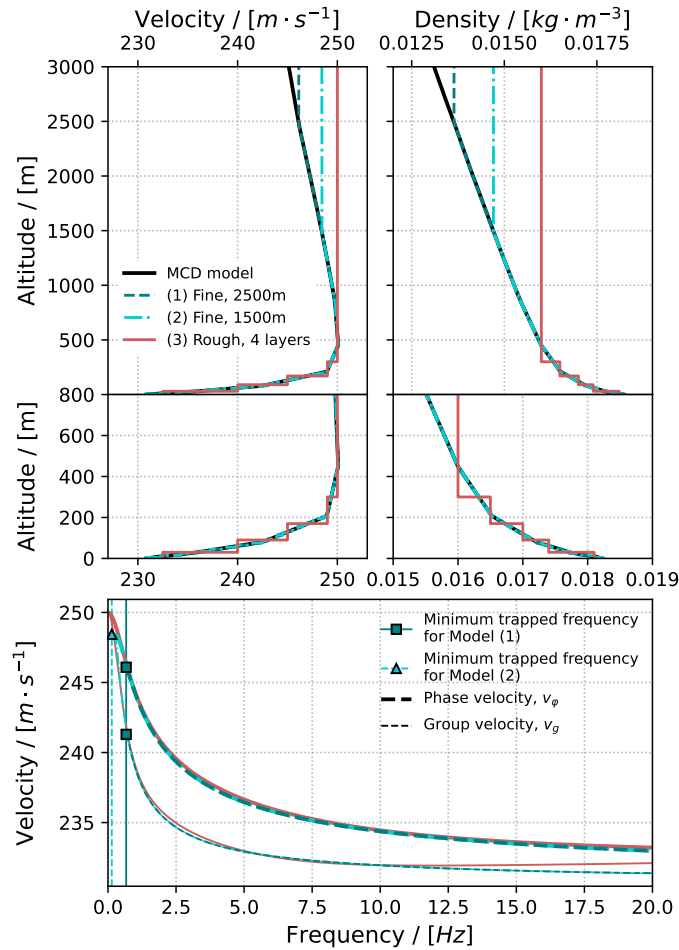 Velocity / [m · s⁻¹]
Density / [kg · m⁻³]
230 240 250
0.0125 0.0150 0.0175
3000
2500
2000
1500
1000
500
800
Altitude / [m]
Altitude / [m]
MCD model
(1) Fine, 2500m
(2) Fine, 1500m
(3) Rough, 4 layers
600
400
200
0
Altitude / [m]
Altitude / [m]
230 240 250
0.015 0.016 0.017 0.018 0.019
250
245
240
235
Velocity / [m · s⁻¹]
Minimum trapped frequency
for Model (1)
Minimum trapped frequency
for Model (2)
Phase velocity, vφ
Group velocity, vg
0.0 2.5 5.0 7.5 10.0 12.5 15.0 17.5 20.0
Frequency / [Hz]